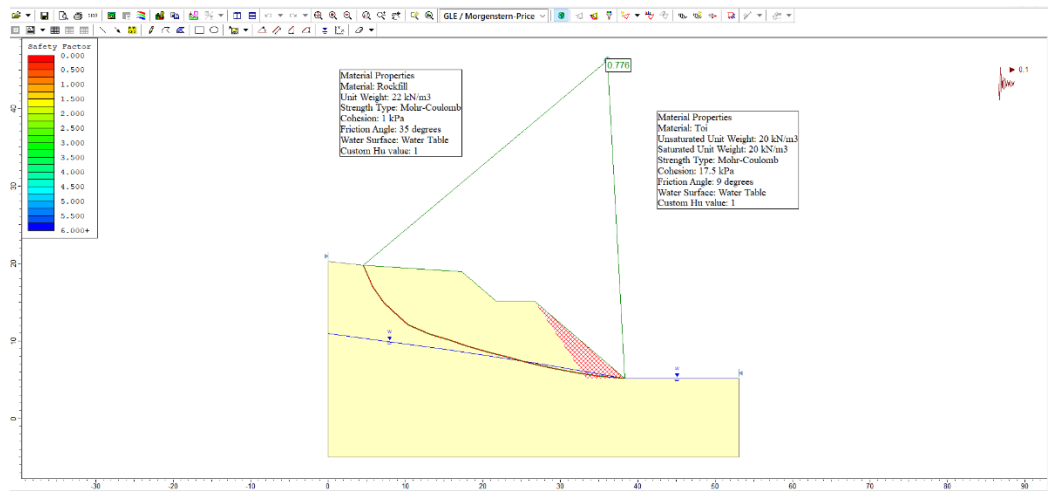 GLE / Morgenstern-Price
Safety Factor
0.000
0.500
1.000
1.500
2.000
2.500
3.000
3.500
4.000
4.500
5.000
5.500
6.000+
Material Properties
Material: Rockfill
Unit Weight: 22 kN/m3
Strength Type: Mohr-Coulomb
Cohesion: 1 kPa
Friction Angle: 35 degrees
Water Surface: Water Table
Custom Hu value: 1
0.776
Material Properties
Material: Toi
Unsaturated Unit Weight: 20 kN/m3
Saturated Unit Weight: 20 kN/m3
Strength Type: Mohr-Coulomb
Cohesion: 17.5 kPa
Friction Angle: 9 degrees
Water Surface: Water Table
Custom Hu value: 1
0.1
40
30
20
10
0
W
W
-30 -20 -10 0 10 20 30 40 50 60 70 80 90